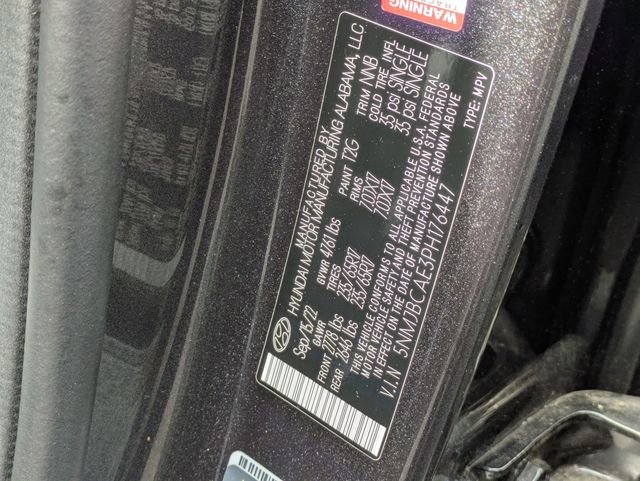 WARNING
MANUFACTURED BY
HYUNDAI MOTOR MANUFACTURING ALABAMA, LLC
Sep/15/22 GVWR 4761 lbs PAINT T2G TRIM NNB
GAWR TIRES RIMS COLD TIRE INFL
FRONT 2778 lbs 235/65R17 7.0JX17 35 psi SINGLE
REAR 2646 lbs 235/65R17 7.0JX17 35 psi SINGLE
THIS VEHICLE CONFORMS TO ALL APPLICABLE U.S.A. FEDERAL
MOTOR VEHICLE SAFETY AND THEFT PREVENTION STANDARDS
IN EFFECT ON THE DATE OF MANUFACTURE SHOWN ABOVE
V.I.N 5NMJBCAE3PH176447 TYPE: MPV